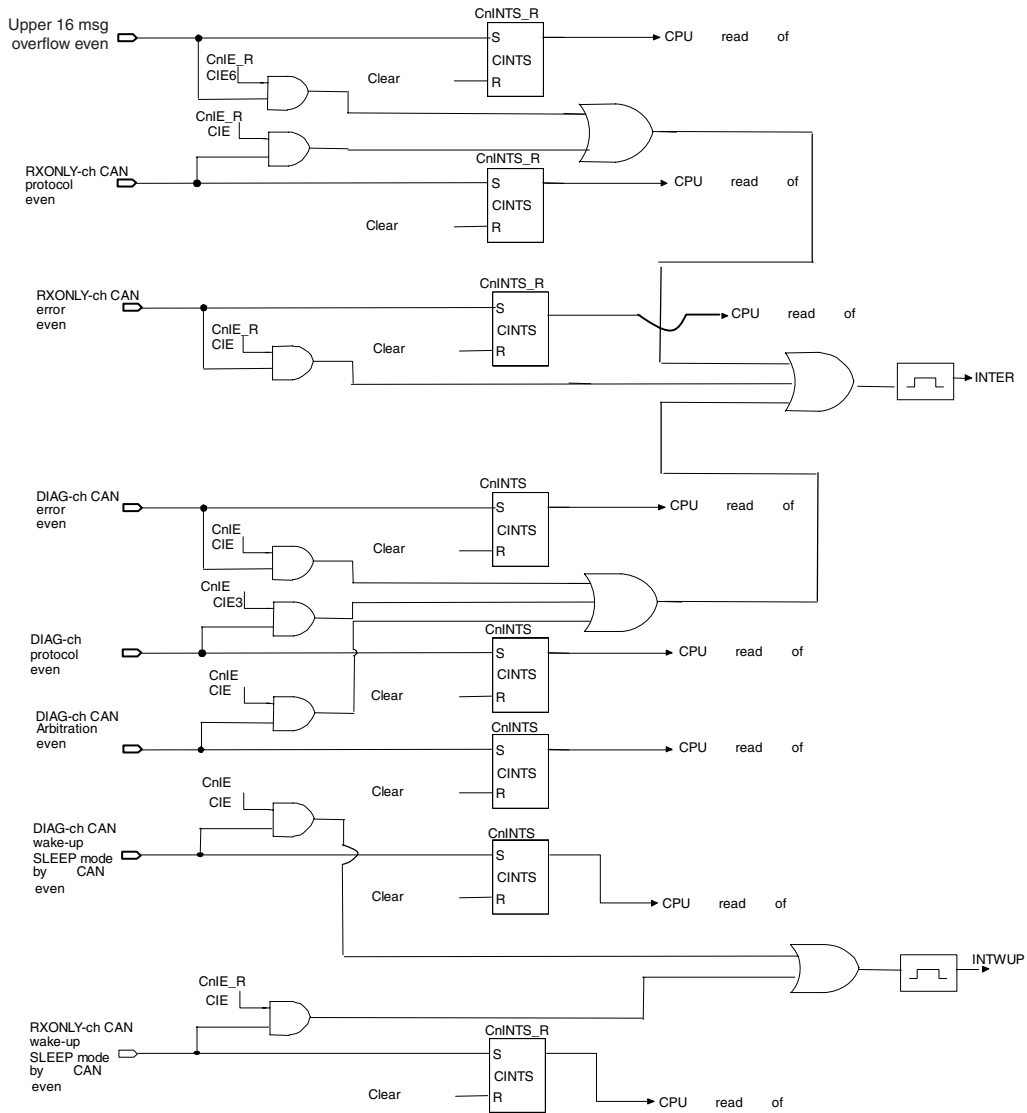 CnINTS_R
Upper 16 msg
overflow even
S
CPU read of
CnIE_R
CINTS
CIE6
Clear
R
CnIE_R
CIE
CnINTS_R
RXONLY-ch CAN
protocol
even
S
CPU read of
CINTS
Clear
R
CnINTS_R
RXONLY-ch CAN
error
even
S
CPU read of
CnIE_R
CIE
CINTS
Clear
R
INTER
CnINTS
DIAG-ch CAN
error
even
S
CPU read of
CnIE
CIE
CINTS
Clear
R
CnIE
CIE3
CnINTS
DIAG-ch
protocol
even
S
CPU read of
CINTS
CnIE
CIE
Clear
R
CnINTS
DIAG-ch CAN
Arbitration
even
S
CPU read of
CINTS
CnIE
CIE
Clear
R
CnINTS
DIAG-ch CAN
wake-up
SLEEP mode
by CAN
even
S
CINTS
Clear
R
CPU read of
INTWUP
CnIE_R
CIE
CnINTS_R
RXONLY-ch CAN
wake-up
SLEEP mode
by CAN
even
S
CINTS
Clear
R
CPU read of